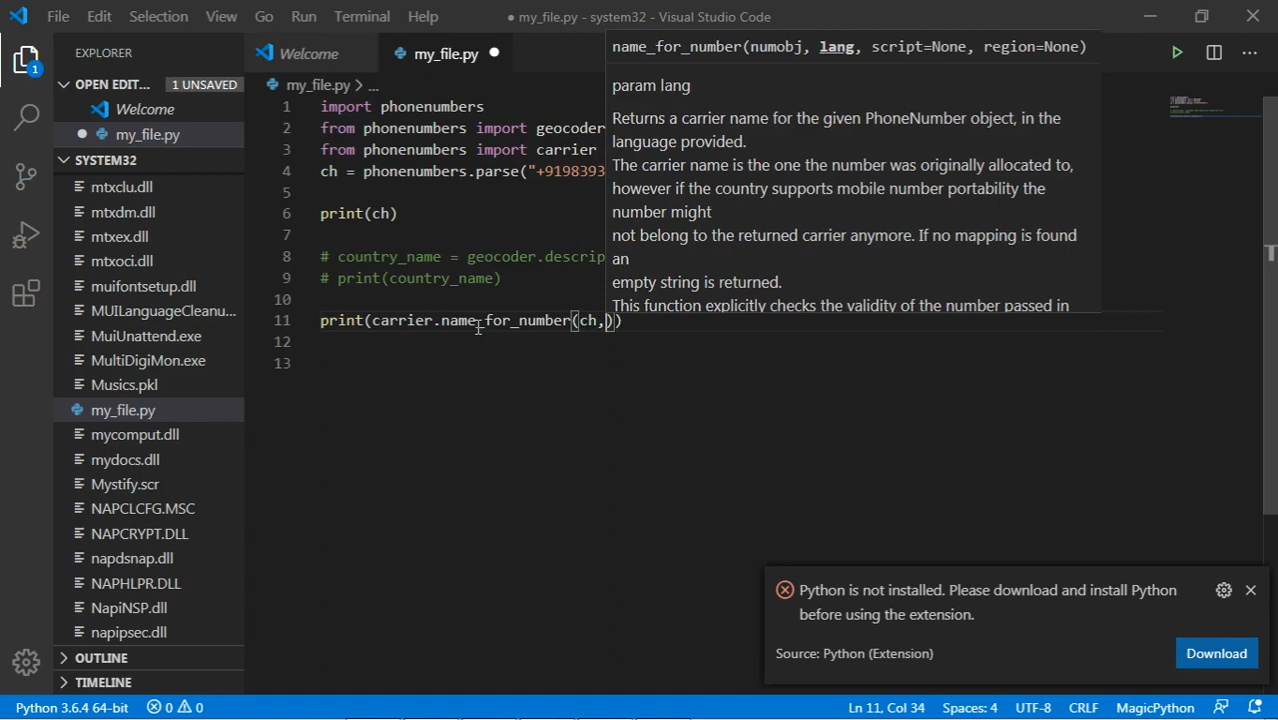 File Edit Selection View Go Run Terminal Help
● my_file.py - system32 - Visual Studio Code
EXPLORER
OPEN EDIT... 1 UNSAVED
Welcome
my_file.py
SYSTEM32
mtxclu.dll
mtxdm.dll
mtxex.dll
mtxoci.dll
muifontsetup.dll
MUILanguageCleanu...
MuiUnattend.exe
MultiDigiMon.exe
Musics.pkl
my_file.py
mycomput.dll
mydocs.dll
Mystify.scr
NAPCLCFG.MSC
NAPCRYPT.DLL
napdsnap.dll
NAPHLPR.DLL
NapiNSP.dll
napipsec.dll
OUTLINE
TIMELINE
1
Welcome
my_file.py
my_file.py > ...
1 import phonenumbers
2 from phonenumbers import geocoder
3 from phonenumbers import carrier
4 ch = phonenumbers.parse("+9198393
5
6 print(ch)
7
8 # country_name = geocoder.descrip
9 # print(country_name)
10
11 print(carrier.name_for_number(ch,))
12
13
name_for_number(numobj, lang, script=None, region=None)
param lang
Returns a carrier name for the given PhoneNumber object, in the
language provided.
The carrier name is the one the number was originally allocated to,
however if the country supports mobile number portability the
number might
not belong to the returned carrier anymore. If no mapping is found
an
empty string is returned.
This function explicitly checks the validity of the number passed in
Python is not installed. Please download and install Python
before using the extension.
Source: Python (Extension)
Download
Python 3.6.4 64-bit 0 0 Ln 11, Col 34 Spaces: 4 UTF-8 CRLF MagicPython